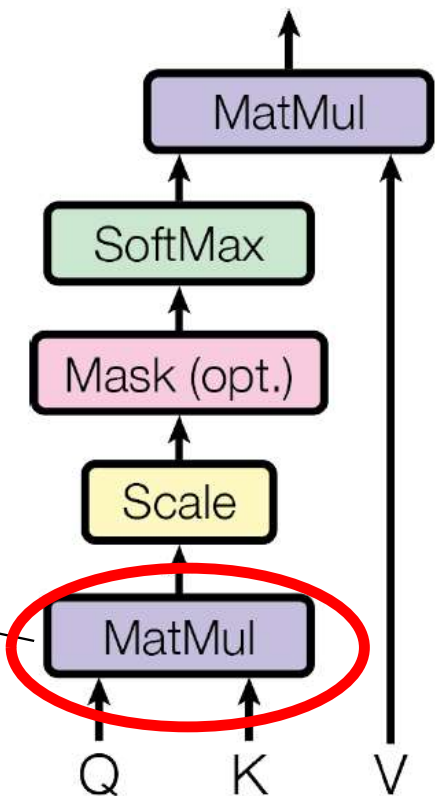 MatMul
SoftMax
Mask (opt.)
Scale
MatMul
Q K V